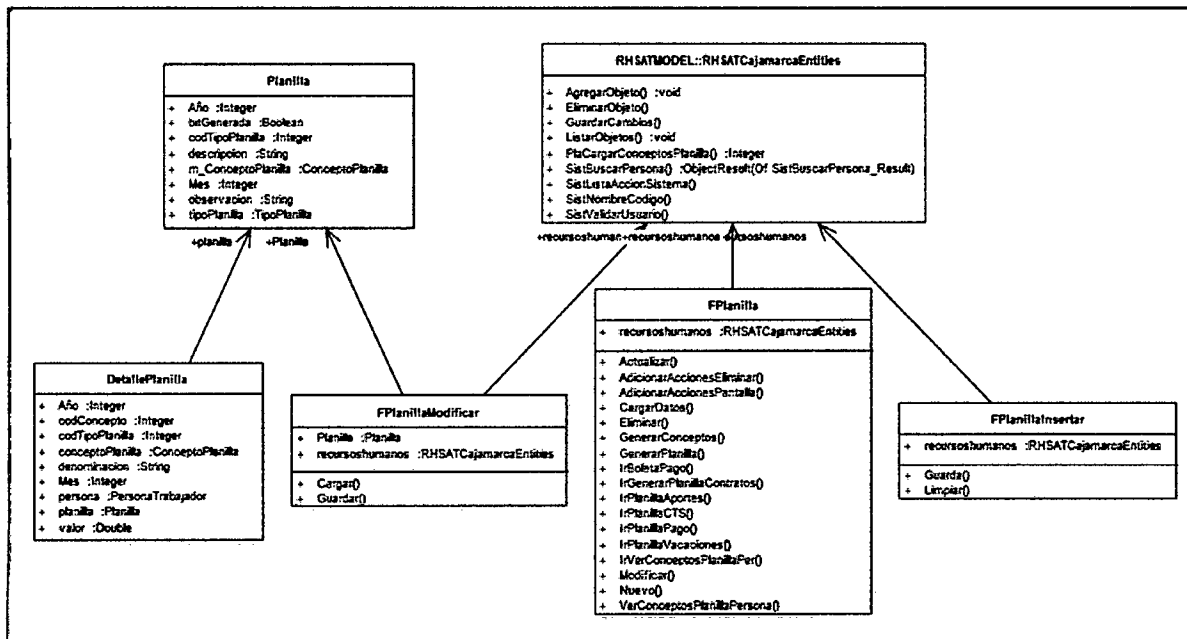 Planilla
+ Año :Integer
+ bitGenerada :Boolean
+ codTipoPlanilla :Integer
+ descripcion :String
+ m_ConceptoPlanilla :ConceptoPlanilla
+ Mes :Integer
+ observacion :String
+ tipoPlanilla :TipoPlanilla
+planilla +Planilla
RHSATMODEL::RHSATCajamarcaEntities
+ AgregarObjeto() :void
+ EliminarObjeto()
+ GuardarCambios()
+ ListarObjetos() :void
+ PlaCargarConceptosPlanilla() :Integer
+ SistBuscarPersona() :ObjectResult(Of SistBuscarPersona_Result)
+ SistListaAccionSistema()
+ SistNombreCodigo()
+ SistValidarUsuario()
+recursoshuman +recursoshumanos ursoshumanos
DetallePlanilla
+ Año :Integer
+ codConcepto :Integer
+ codTipoPlanilla :Integer
+ conceptoPlanilla :ConceptoPlanilla
+ denominacion :String
+ Mes :Integer
+ persona :PersonaTrabajador
+ planilla :Planilla
+ valor :Double
FPlanillaModificar
+ Planilla :Planilla
+ recursoshumanos :RHSATCajamarcaEntities
+ Cargar()
+ Guardar()
FPlanilla
+ recursoshumanos :RHSATCajamarcaEntities
+ Actualizar()
+ AdicionarAccionesEliminar()
+ AdicionarAccionesPantalla()
+ CargarDatos()
+ Eliminar()
+ GenerarConceptos()
+ GenerarPlanilla()
+ IrBoletaPago()
+ IrGenerarPlanillaContratos()
+ IrPlanillaAportes()
+ IrPlanillaCTS()
+ IrPlanillaPago()
+ IrPlanillaVacaciones()
+ IrVerConceptosPlanillaPer()
+ Modificar()
+ Nuevo()
+ VerConceptosPlanillaPersona()
FPlanillaInsertar
+ recursoshumanos :RHSATCajamarcaEntities
+ Guarda()
+ Limpiar()